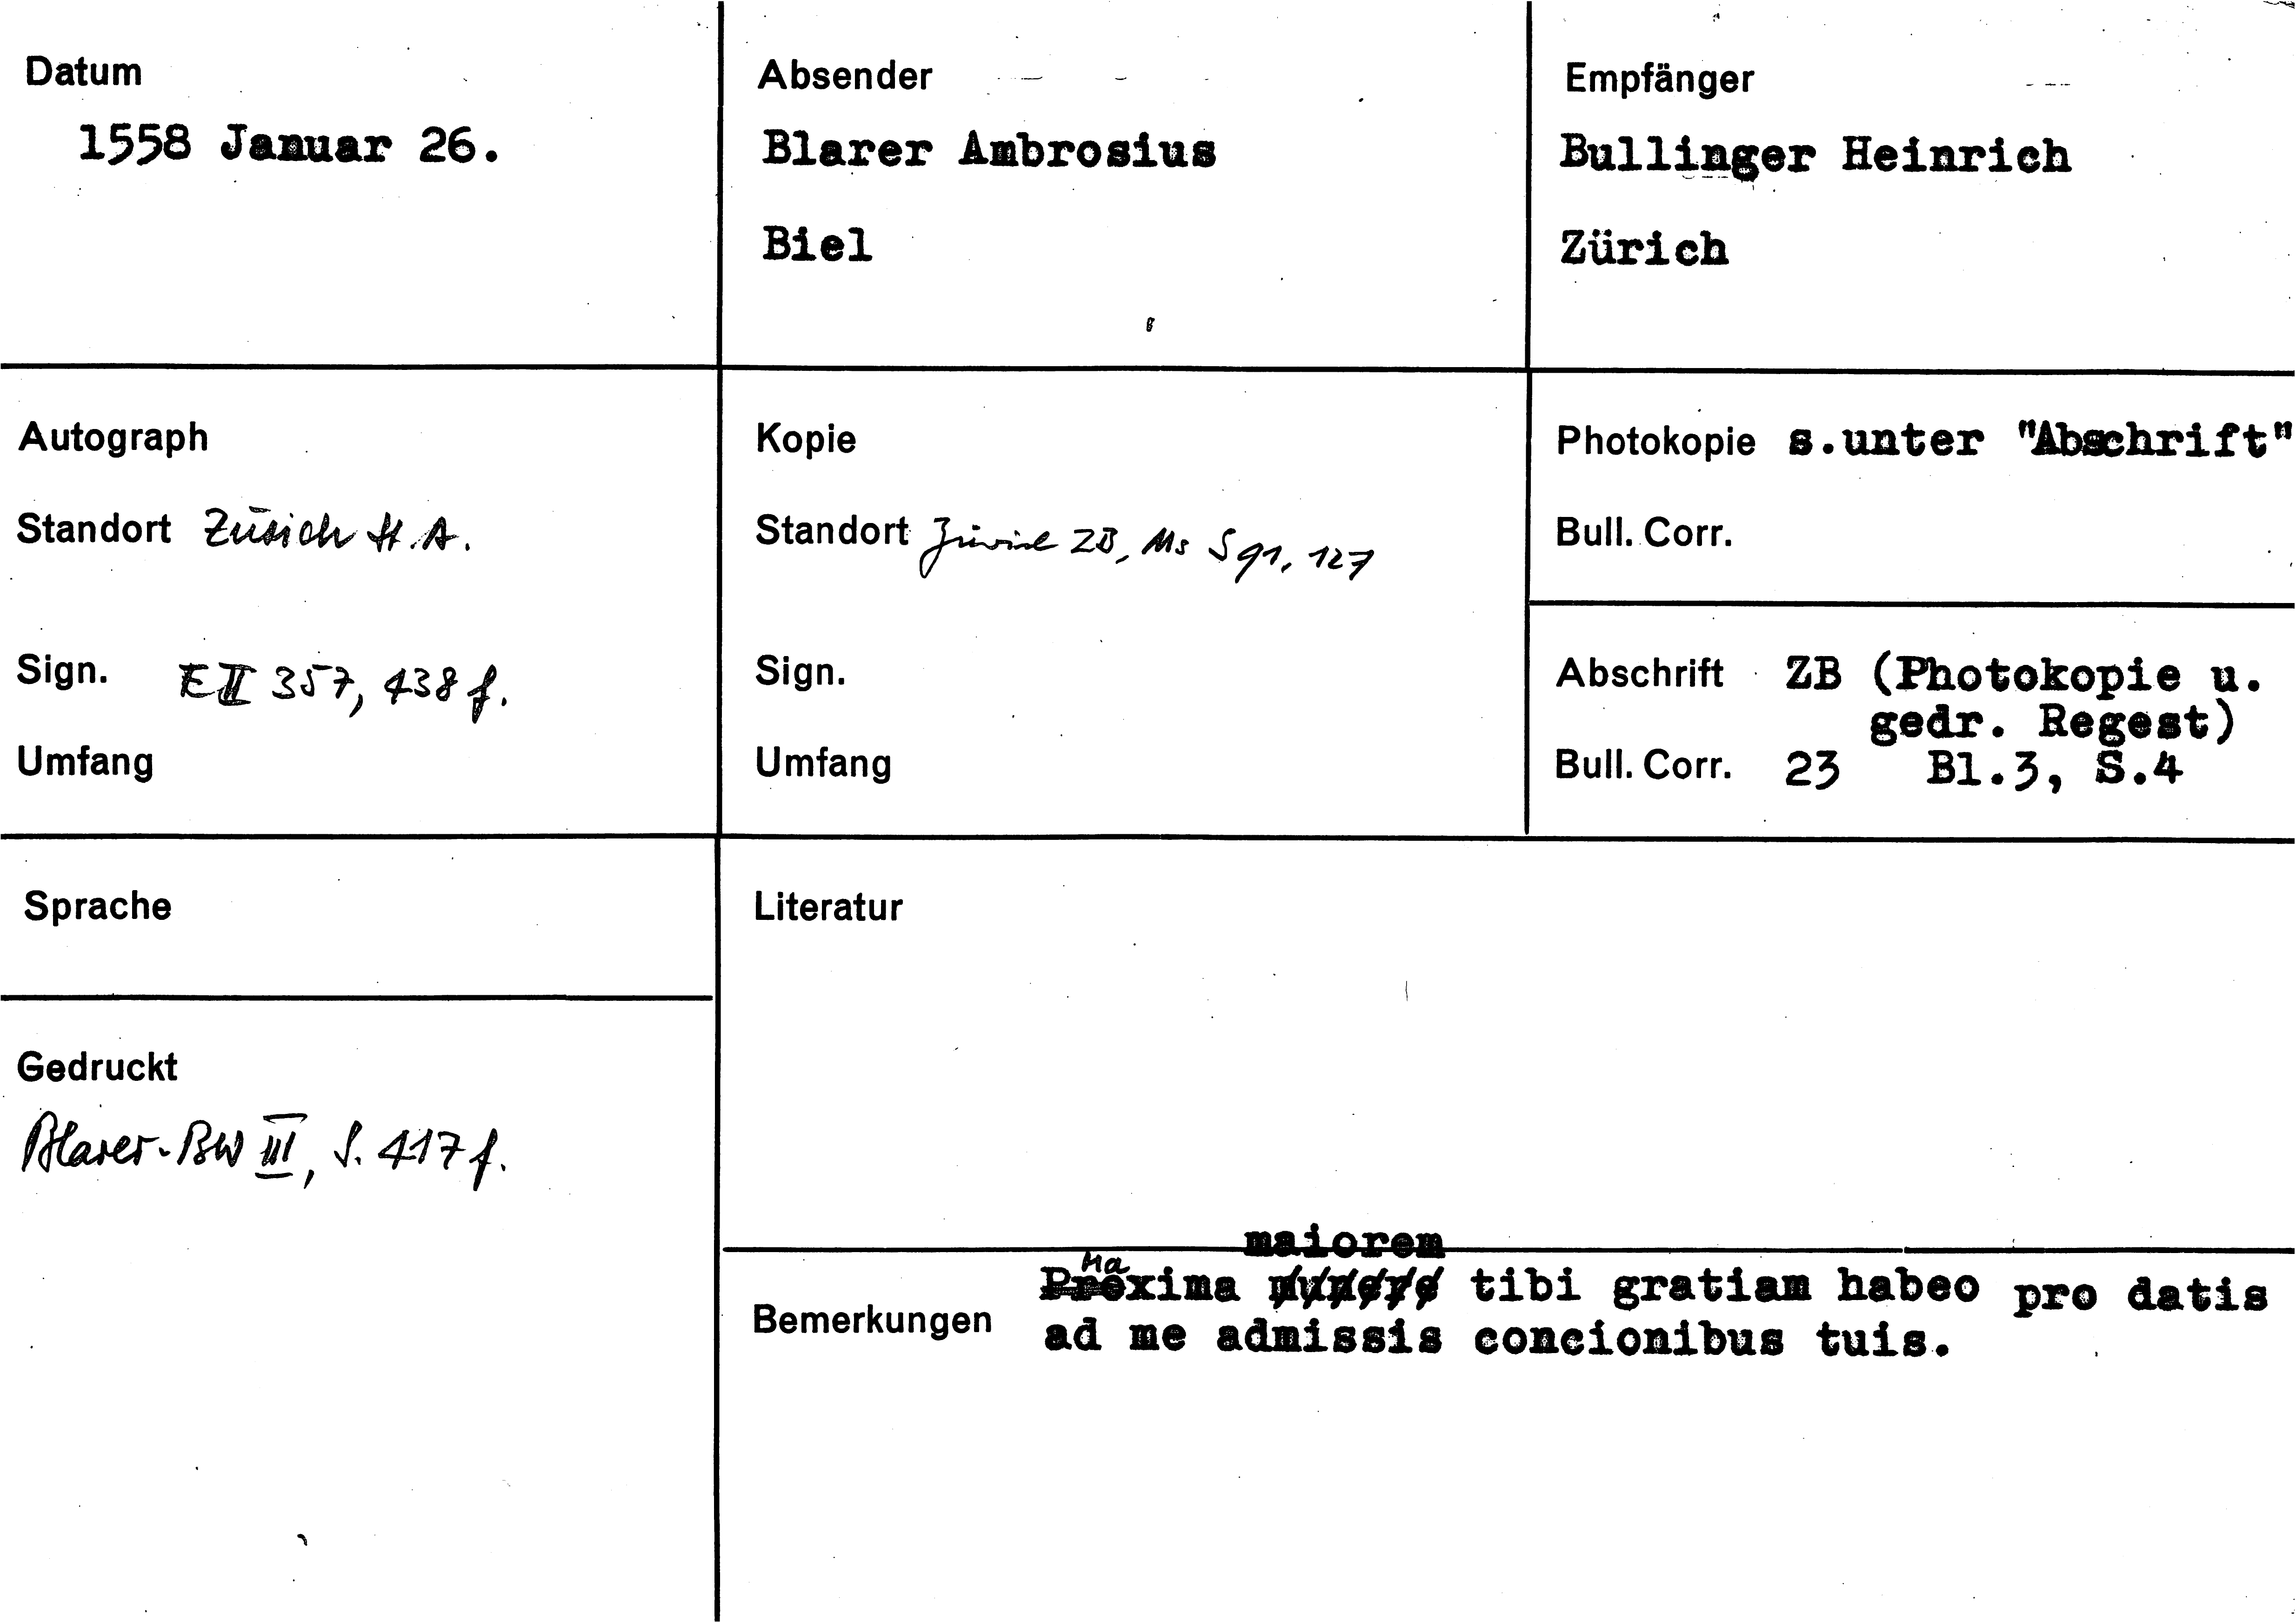 Datum
1558 Januar 26.
Absender
Blarer Ambrosius
Biel
Empfänger
Bullinger Heinrich
Zürich
Autograph
Standort Zürich St.A.
Sign. E II 357, 438 f.
Umfang
Kopie
Standort Zürich ZB, Ms S 91, 127
Sign.
Umfang
Photokopie s.unter "Abschrift"
Bull. Corr.
Abschrift ZB (Photokopie u.
gedr. Regest)
Bull. Corr. 23 Bl.3, S.4
Sprache
Gedruckt
Blarer-BW III, S. 417 f.
Literatur
Bemerkungen
maiorem
Maxima munere tibi gratiam habeo pro datis
ad me admissis concionibus tuis.